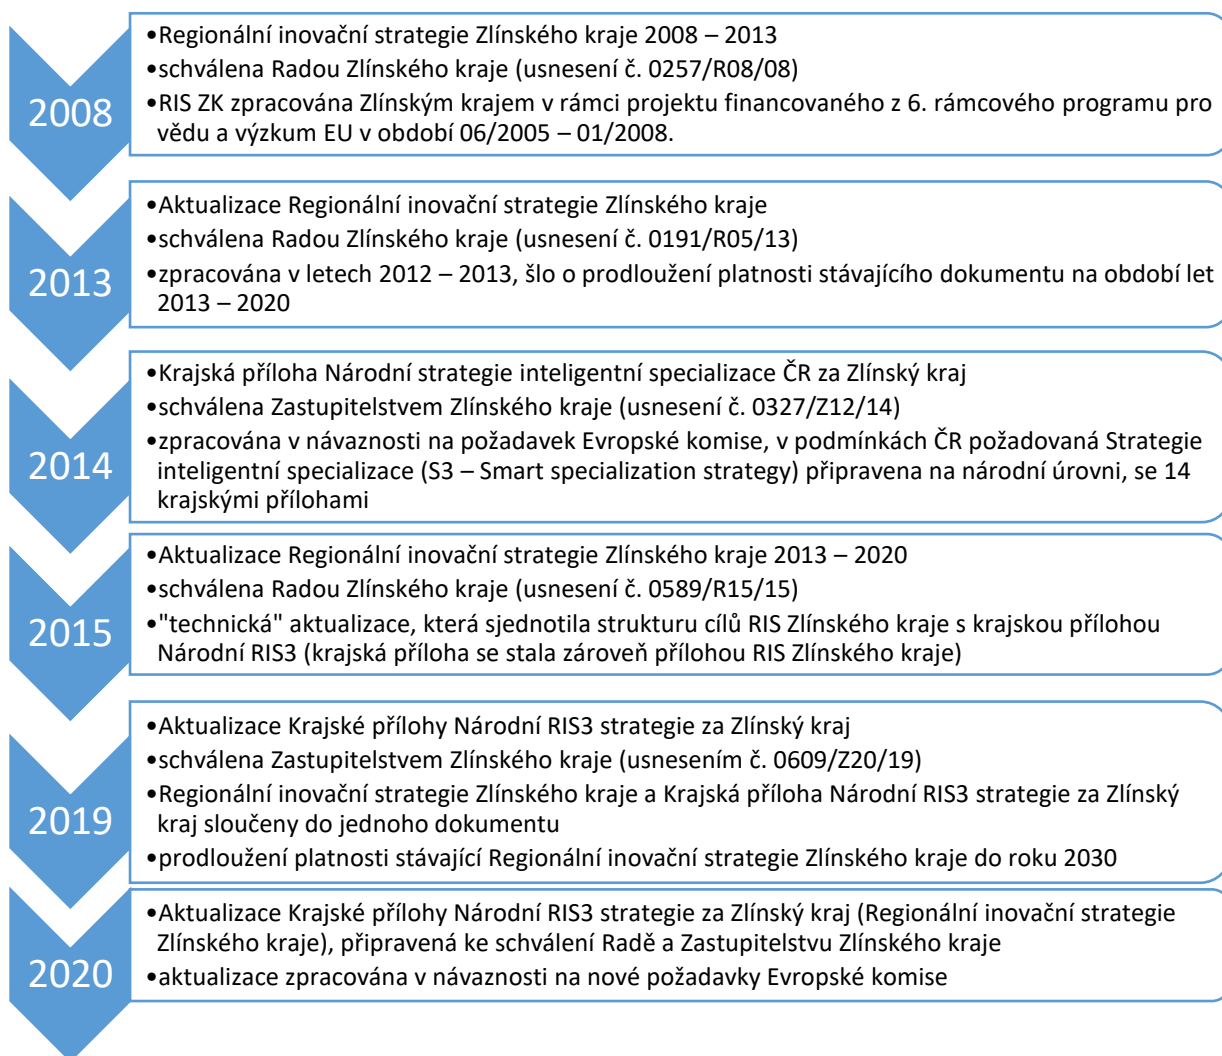 2008
•Regionální inovační strategie Zlínského kraje 2008 – 2013
•schválena Radou Zlínského kraje (usnesení č. 0257/R08/08)
•RIS ZK zpracována Zlínským krajem v rámci projektu financovaného z 6. rámcového programu pro
vědu a výzkum EU v období 06/2005 – 01/2008.
2013
•Aktualizace Regionální inovační strategie Zlínského kraje
•schválena Radou Zlínského kraje (usnesení č. 0191/R05/13)
•zpracována v letech 2012 – 2013, šlo o prodloužení platnosti stávajícího dokumentu na období let
2013 – 2020
2014
•Krajská příloha Národní strategie inteligentní specializace ČR za Zlínský kraj
•schválena Zastupitelstvem Zlínského kraje (usnesení č. 0327/Z12/14)
•zpracována v návaznosti na požadavek Evropské komise, v podmínkách ČR požadovaná Strategie
inteligentní specializace (S3 – Smart specialization strategy) připravena na národní úrovni, se 14
krajskými přílohami
2015
•Aktualizace Regionální inovační strategie Zlínského kraje 2013 – 2020
•schválena Radou Zlínského kraje (usnesení č. 0589/R15/15)
•"technická" aktualizace, která sjednotila strukturu cílů RIS Zlínského kraje s krajskou přílohou
Národní RIS3 (krajská příloha se stala zároveň přílohou RIS Zlínského kraje)
2019
•Aktualizace Krajské přílohy Národní RIS3 strategie za Zlínský kraj
•schválena Zastupitelstvem Zlínského kraje (usnesením č. 0609/Z20/19)
•Regionální inovační strategie Zlínského kraje a Krajská příloha Národní RIS3 strategie za Zlínský
kraj sloučeny do jednoho dokumentu
•prodloužení platnosti stávající Regionální inovační strategie Zlínského kraje do roku 2030
2020
•Aktualizace Krajské přílohy Národní RIS3 strategie za Zlínský kraj (Regionální inovační strategie
Zlínského kraje), připravená ke schválení Radě a Zastupitelstvu Zlínského kraje
•aktualizace zpracována v návaznosti na nové požadavky Evropské komise